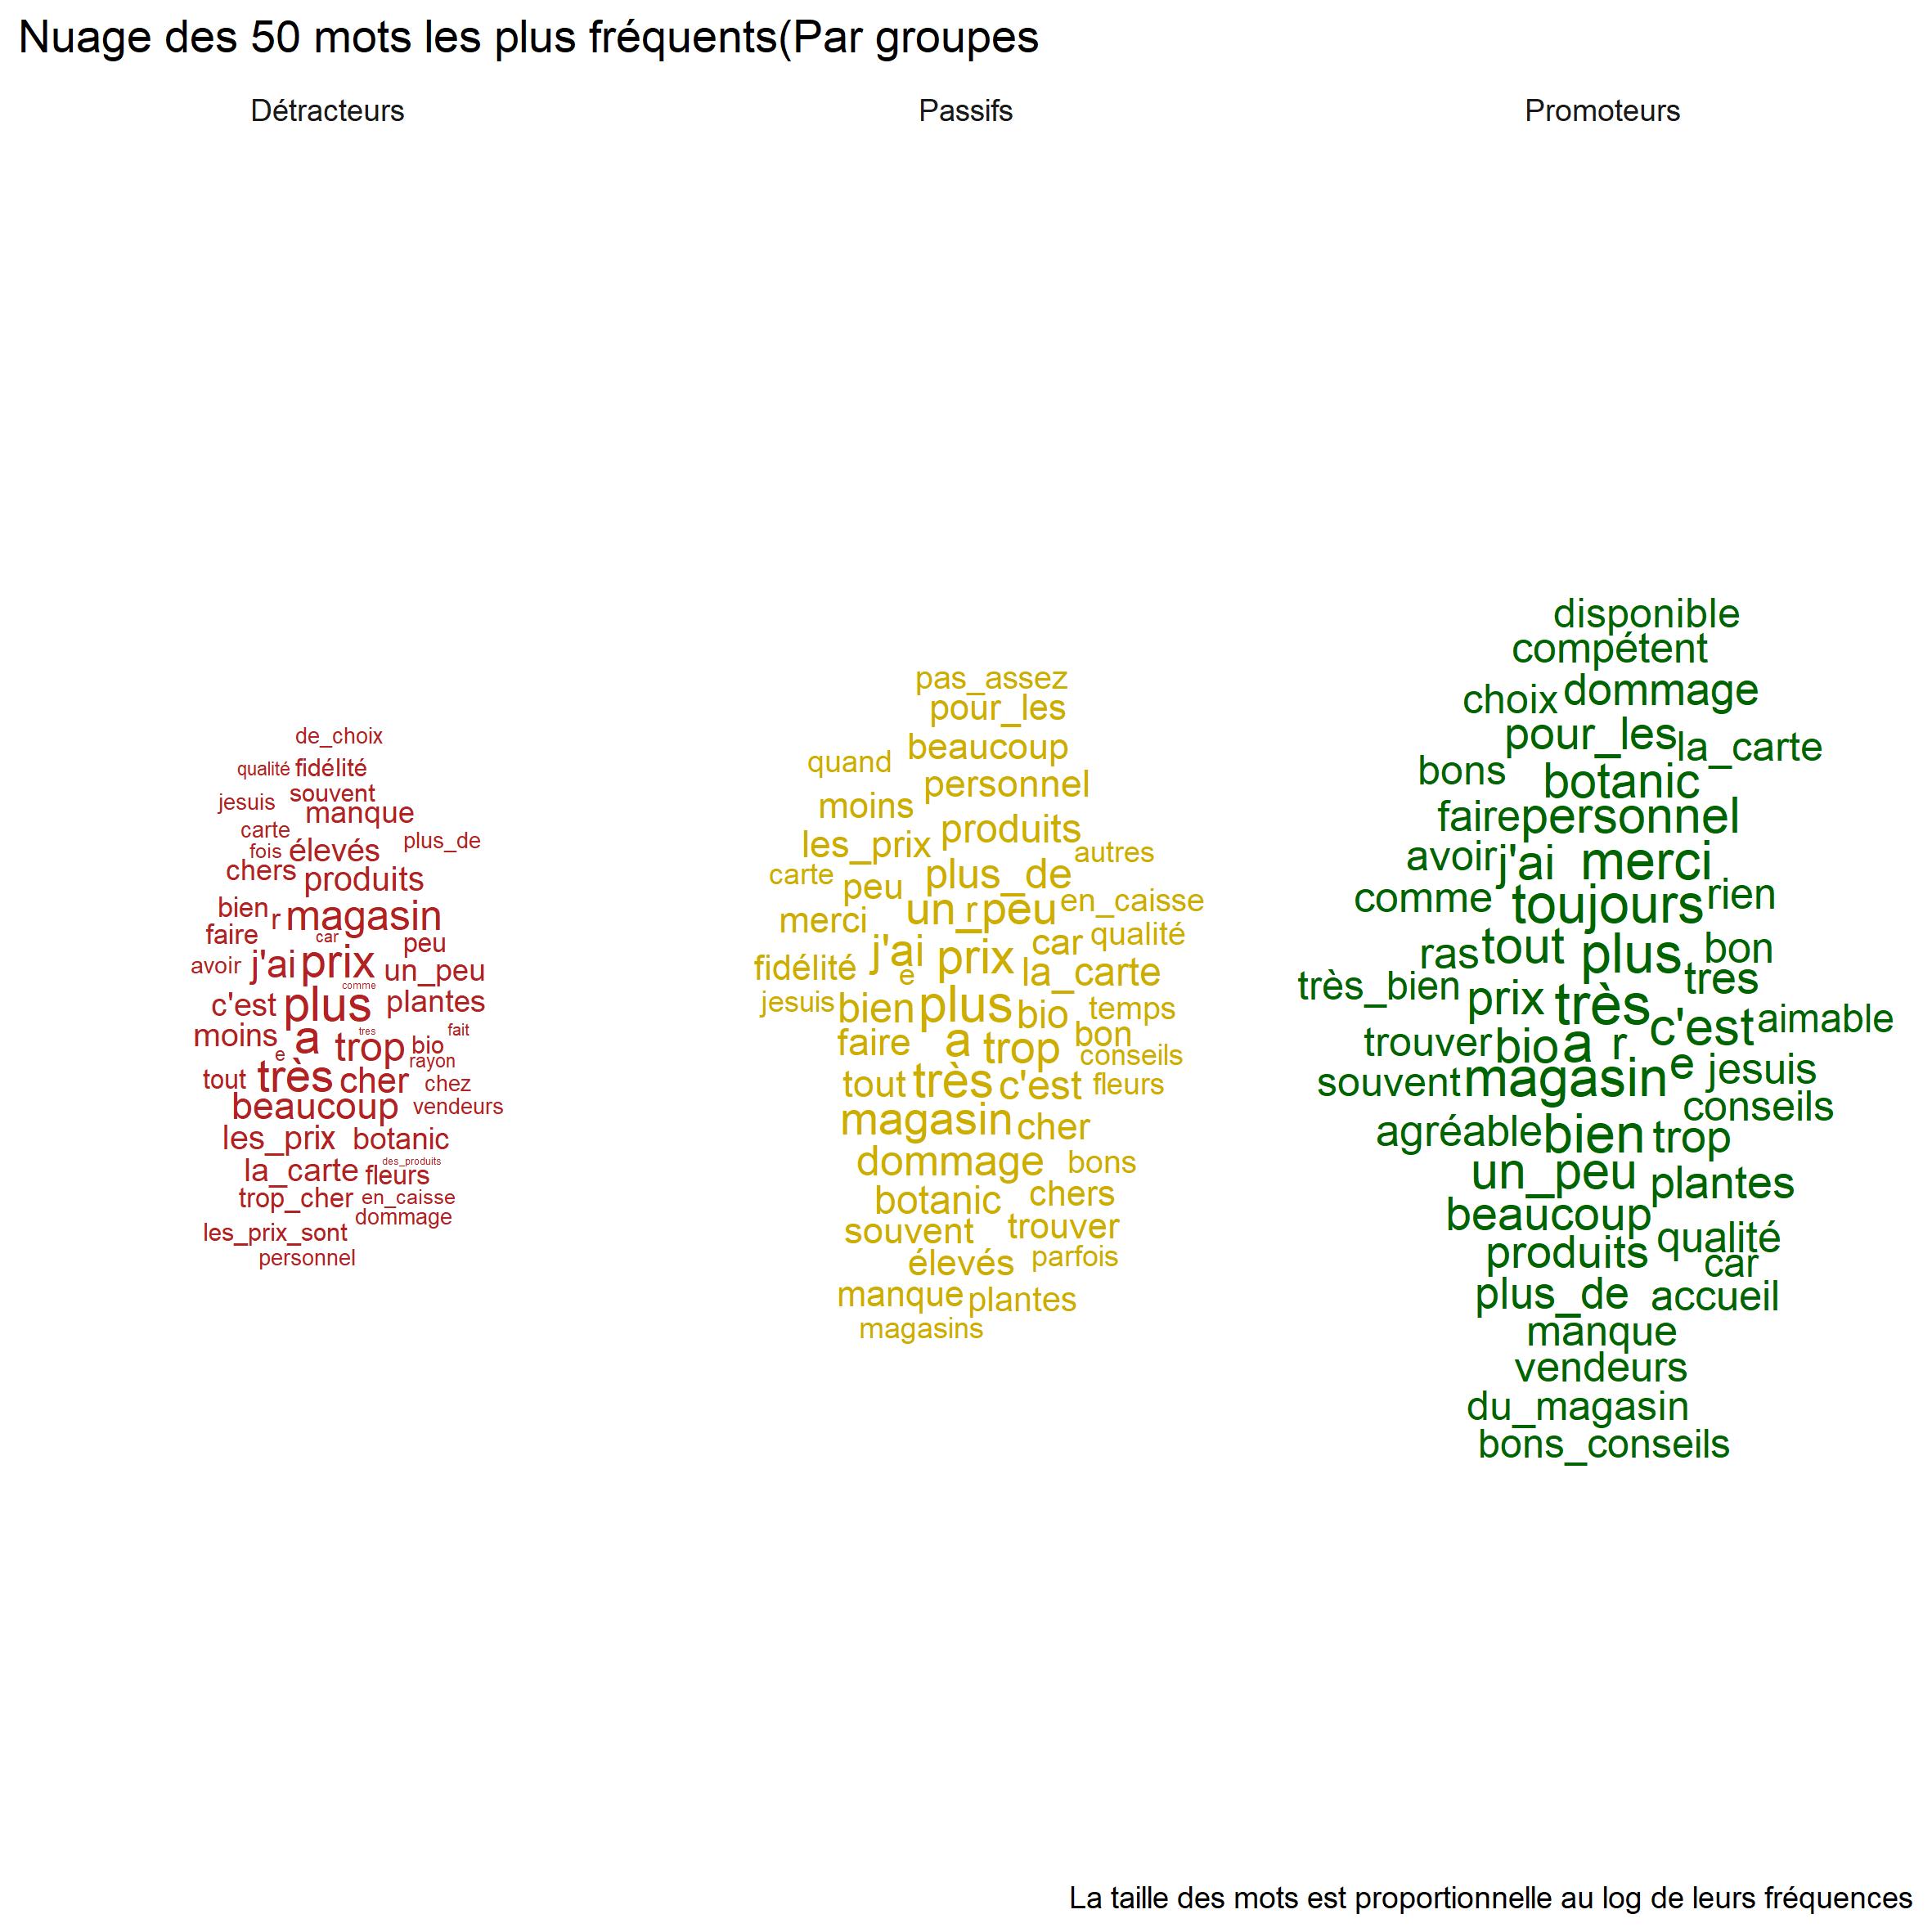 Nuage des 50 mots les plus fréquents(Par groupes
Détracteurs
de_choix
qualité fidélité
souvent
jesuis
manque
carte
plus_de
fois élevés
chers
produits
bien r magasin
faire car peu
avoir j'ai prix un_peu
comme
c'est plus plantes
moins a tres fait
e trop bio
rayon
tout très cher chez
beaucoup vendeurs
les_prix botanic
des_produits
la_carte fleurs
trop_cher en_caisse
dommage
les_prix_sont
personnel
Passifs
pas_assez
pour_les
beaucoup
quand
personnel
moins
produits
les_prix autres
carte peu plus_de
un_peu r en_caisse
merci
j'ai prix car qualité
fidélité e la_carte
jesuis bien plus bio temps
faire a trop bon
conseils
tout très c'est fleurs
magasin cher
dommage bons
botanic chers
souvent trouver
élevés parfois
manque plantes
magasins
Promoteurs
disponible
compétent
choix dommage
pour_les la_carte
bons botanic
faire personnel
avoir j'ai merci
comme toujours rien
ras tout plus bon
tres
très_bien prix très
c'est aimable
trouver bio a r
souvent magasin e jesuis
conseils
agréable bien trop
un_peu plantes
beaucoup
produits qualité
car
plus_de accueil
manque
vendeurs
du_magasin
bons_conseils
La taille des mots est proportionnelle au log de leurs fréquences